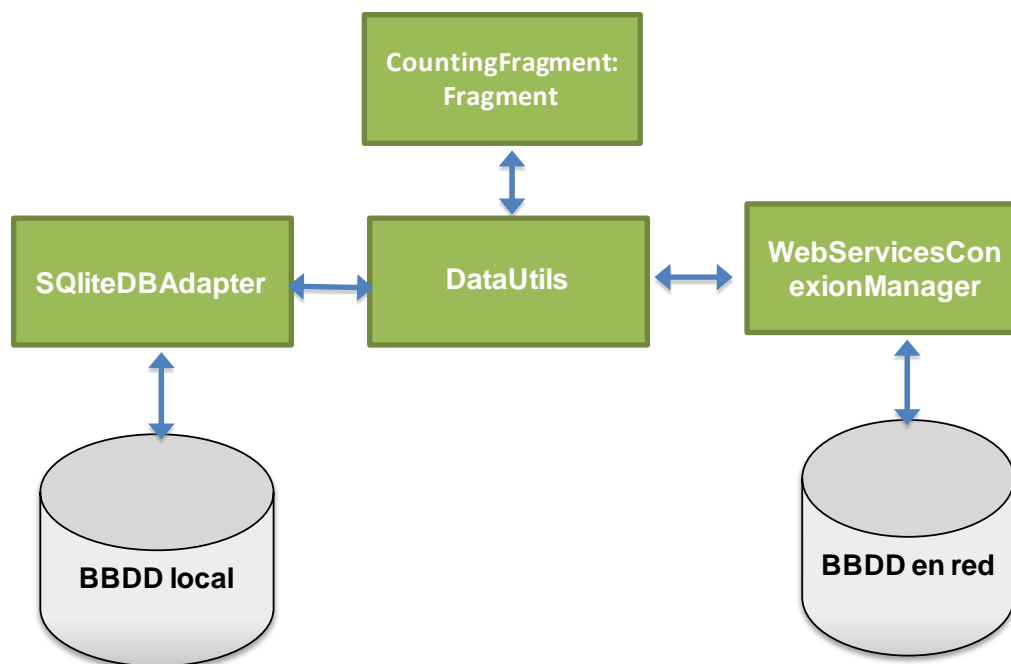 CountingFragment:
Fragment
SQliteDBAdapter
DataUtils
WebServicesCon
exionManager
BBDD local
BBDD en red